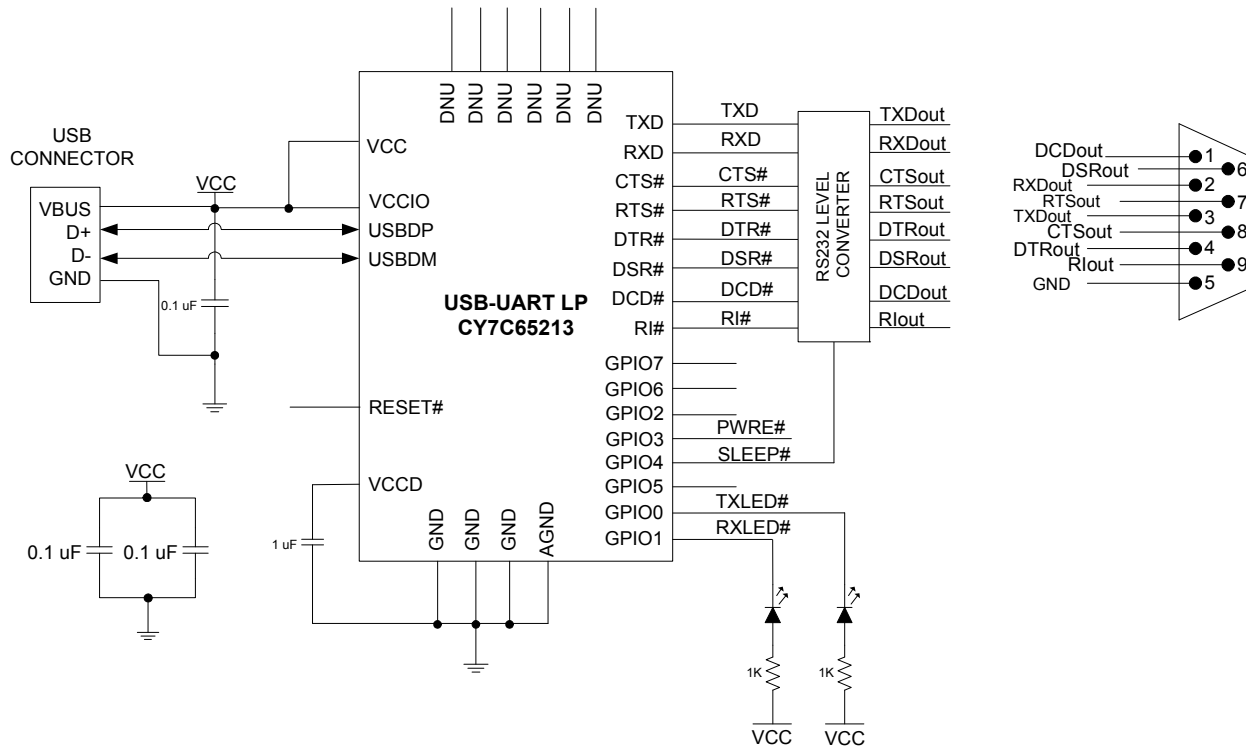 USB
CONNECTOR
VBUS
D+
D-
GND
VCC
0.1 uF
VCC
0.1 uF
0.1 uF
DNU
DNU
DNU
DNU
DNU
DNU
VCC
VCCIO
USBDP
USBDM
RESET#
VCCD
1 uF
USB-UART LP
CY7C65213
GND
GND
GND
AGND
TXD
RXD
CTS#
RTS#
DTR#
DSR#
DCD#
RI#
GPIO7
GPIO6
GPIO2
GPIO3
GPIO4
GPIO5
GPIO0
GPIO1
TXD
RXD
CTS#
RTS#
DTR#
DSR#
DCD#
RI#
PWRE#
SLEEP#
TXLED#
RXLED#
RS232 LEVEL
CONVERTER
TXDout
RXDout
CTSout
RTSout
DTRout
DSRout
DCDout
RIout
1K
1K
VCC
VCC
DCDout
1
DSRout
6
RXDout
2
RTSout
7
TXDout
3
CTSout
8
DTRout
4
RIout
9
GND
5